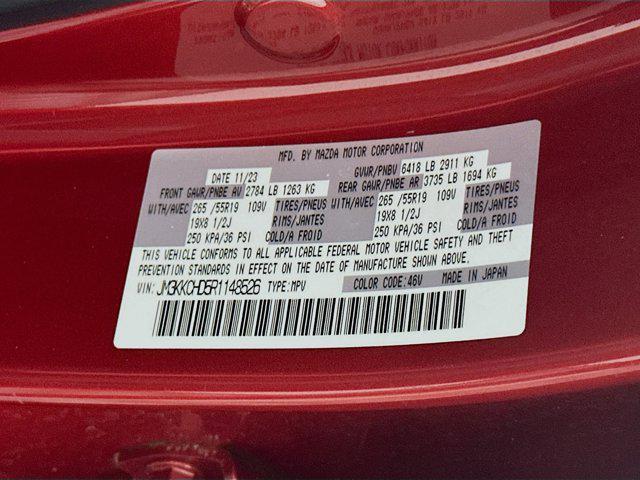 MFD. BY MAZDA MOTOR CORPORATION
DATE 11/23 GVWR/PNBV 6418 LB 2911 KG
FRONT GAWR/PNBE AV 2784 LB 1263 KG REAR GAWR/PNBE AR 3735 LB 1694 KG
WITH/AVEC 265 /55R19 109V TIRES/PNEUS WITH/AVEC 265 /55R19 109V TIRES/PNEUS
19X8 1/2J RIMS/JANTES 19X8 1/2J RIMS/JANTES
250 KPA/36 PSI COLD/A FROID 250 KPA/36 PSI COLD/A FROID
THIS VEHICLE CONFORMS TO ALL APPLICABLE FEDERAL MOTOR VEHICLE SAFETY AND THEFT
PREVENTION STANDARDS IN EFFECT ON THE DATE OF MANUFACTURE SHOWN ABOVE.
VIN: JM3KKCHD5R1148526 TYPE:MPV COLOR CODE:46V MADE IN JAPAN